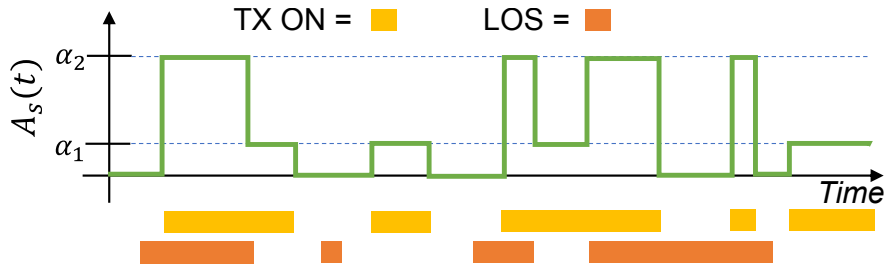 TX ON =
LOS =
α₂
A_s(t)
α₁
Time